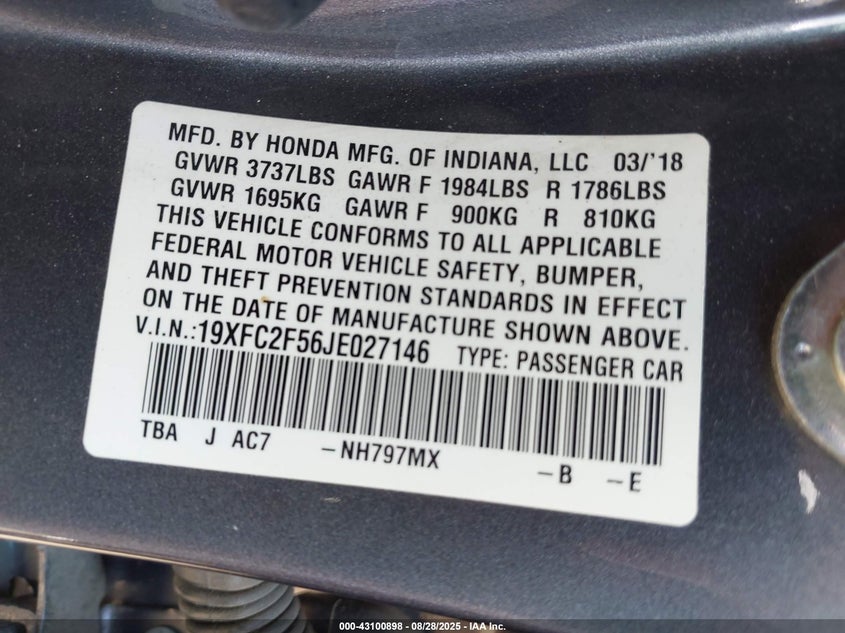 MFD. BY HONDA MFG. OF INDIANA, LLC 03/'18
GVWR 3737LBS GAWR F 1984LBS R 1786LBS
GVWR 1695KG GAWR F 900KG R 810KG
THIS VEHICLE CONFORMS TO ALL APPLICABLE
FEDERAL MOTOR VEHICLE SAFETY, BUMPER,
AND THEFT PREVENTION STANDARDS IN EFFECT
ON THE DATE OF MANUFACTURE SHOWN ABOVE.
V.I.N.:19XFC2F56JE027146 TYPE: PASSENGER CAR
TBA J AC7 –NH797MX –B –E
000-43100898 | 08/28/2025 - IAA Inc.